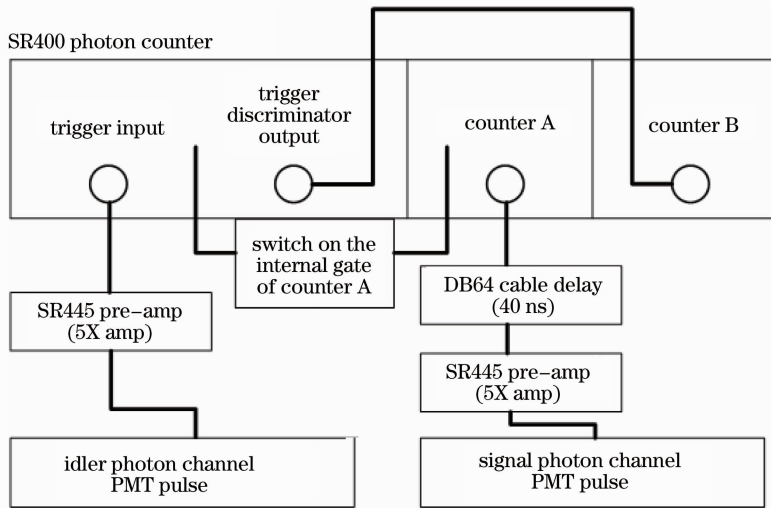 SR400 photon counter
trigger input
trigger
discriminator
output
counter A
counter B
switch on the
internal gate
of counter A
SR445 pre-amp
(5X amp)
DB64 cable delay
(40 ns)
SR445 pre-amp
(5X amp)
idler photon channel
PMT pulse
signal photon channel
PMT pulse